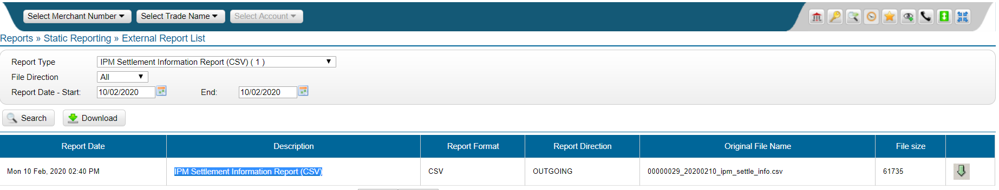 Select Merchant Number Select Trade Name Select Account
Reports » Static Reporting » External Report List
Report Type IPM Settlement Information Report (CSV) ( 1 )
File Direction All
Report Date - Start: 10/02/2020 End: 10/02/2020
Search Download
Report Date Description Report Format Report Direction Original File Name File size
Mon 10 Feb, 2020 02:40 PM IPM Settlement Information Report (CSV) CSV OUTGOING 00000029_20200210_ipm_settle_info.csv 61735